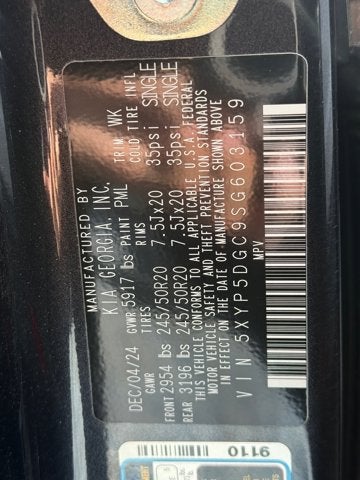 MANUFACTURED BY
KIA GEORGIA, INC.
DEC/04/24 GVWR 5917 lbs PAINT PML TRIM WK
GAWR TIRES RIMS COLD TIRE INFL
FRONT 2954 lbs 245/50R20 7.5Jx20 35psi SINGLE
REAR 3196 lbs 245/50R20 7.5Jx20 35psi SINGLE
THIS VEHICLE CONFORMS TO ALL APPLICABLE U.S. FEDERAL
MOTOR VEHICLE SAFETY AND THEFT PREVENTION STANDARDS
IN EFFECT ON THE DATE OF MANUFACTURE SHOWN ABOVE
VIN 5XYP5DGC9SG603159
MPV
9110